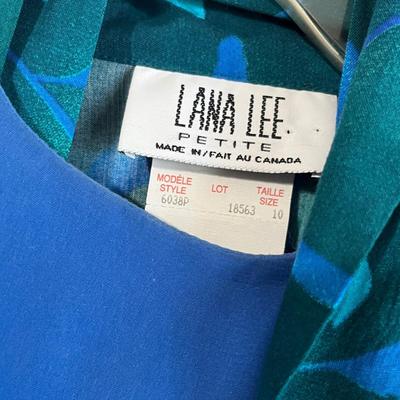 LANA LEE.
PETITE
MADE IN/FAIT AU CANADA
MODÈLE LOT TAILLE
STYLE SIZE
6038P 18563 10